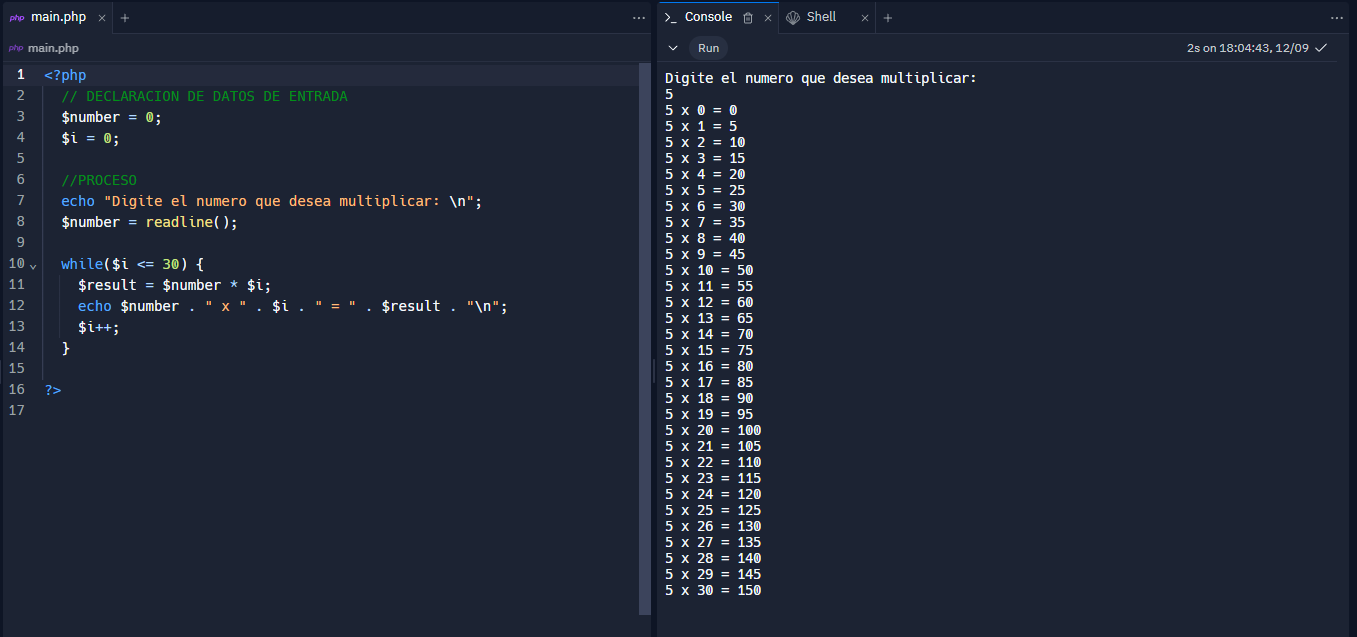 php main.php × +
php main.php
1 <?php
2 // DECLARACION DE DATOS DE ENTRADA
3 $number = 0;
4 $i = 0;
5
6 //PROCESO
7 echo "Digite el numero que desea multiplicar: \n";
8 $number = readline();
9
10 while($i <= 30) {
11 $result = $number * $i;
12 echo $number . " x " . $i . " = " . $result . "\n";
13 $i++;
14 }
15
16 ?>
17
Console × Shell × +
Run 2s on 18:04:43, 12/09
Digite el numero que desea multiplicar:
5
5 x 0 = 0
5 x 1 = 5
5 x 2 = 10
5 x 3 = 15
5 x 4 = 20
5 x 5 = 25
5 x 6 = 30
5 x 7 = 35
5 x 8 = 40
5 x 9 = 45
5 x 10 = 50
5 x 11 = 55
5 x 12 = 60
5 x 13 = 65
5 x 14 = 70
5 x 15 = 75
5 x 16 = 80
5 x 17 = 85
5 x 18 = 90
5 x 19 = 95
5 x 20 = 100
5 x 21 = 105
5 x 22 = 110
5 x 23 = 115
5 x 24 = 120
5 x 25 = 125
5 x 26 = 130
5 x 27 = 135
5 x 28 = 140
5 x 29 = 145
5 x 30 = 150